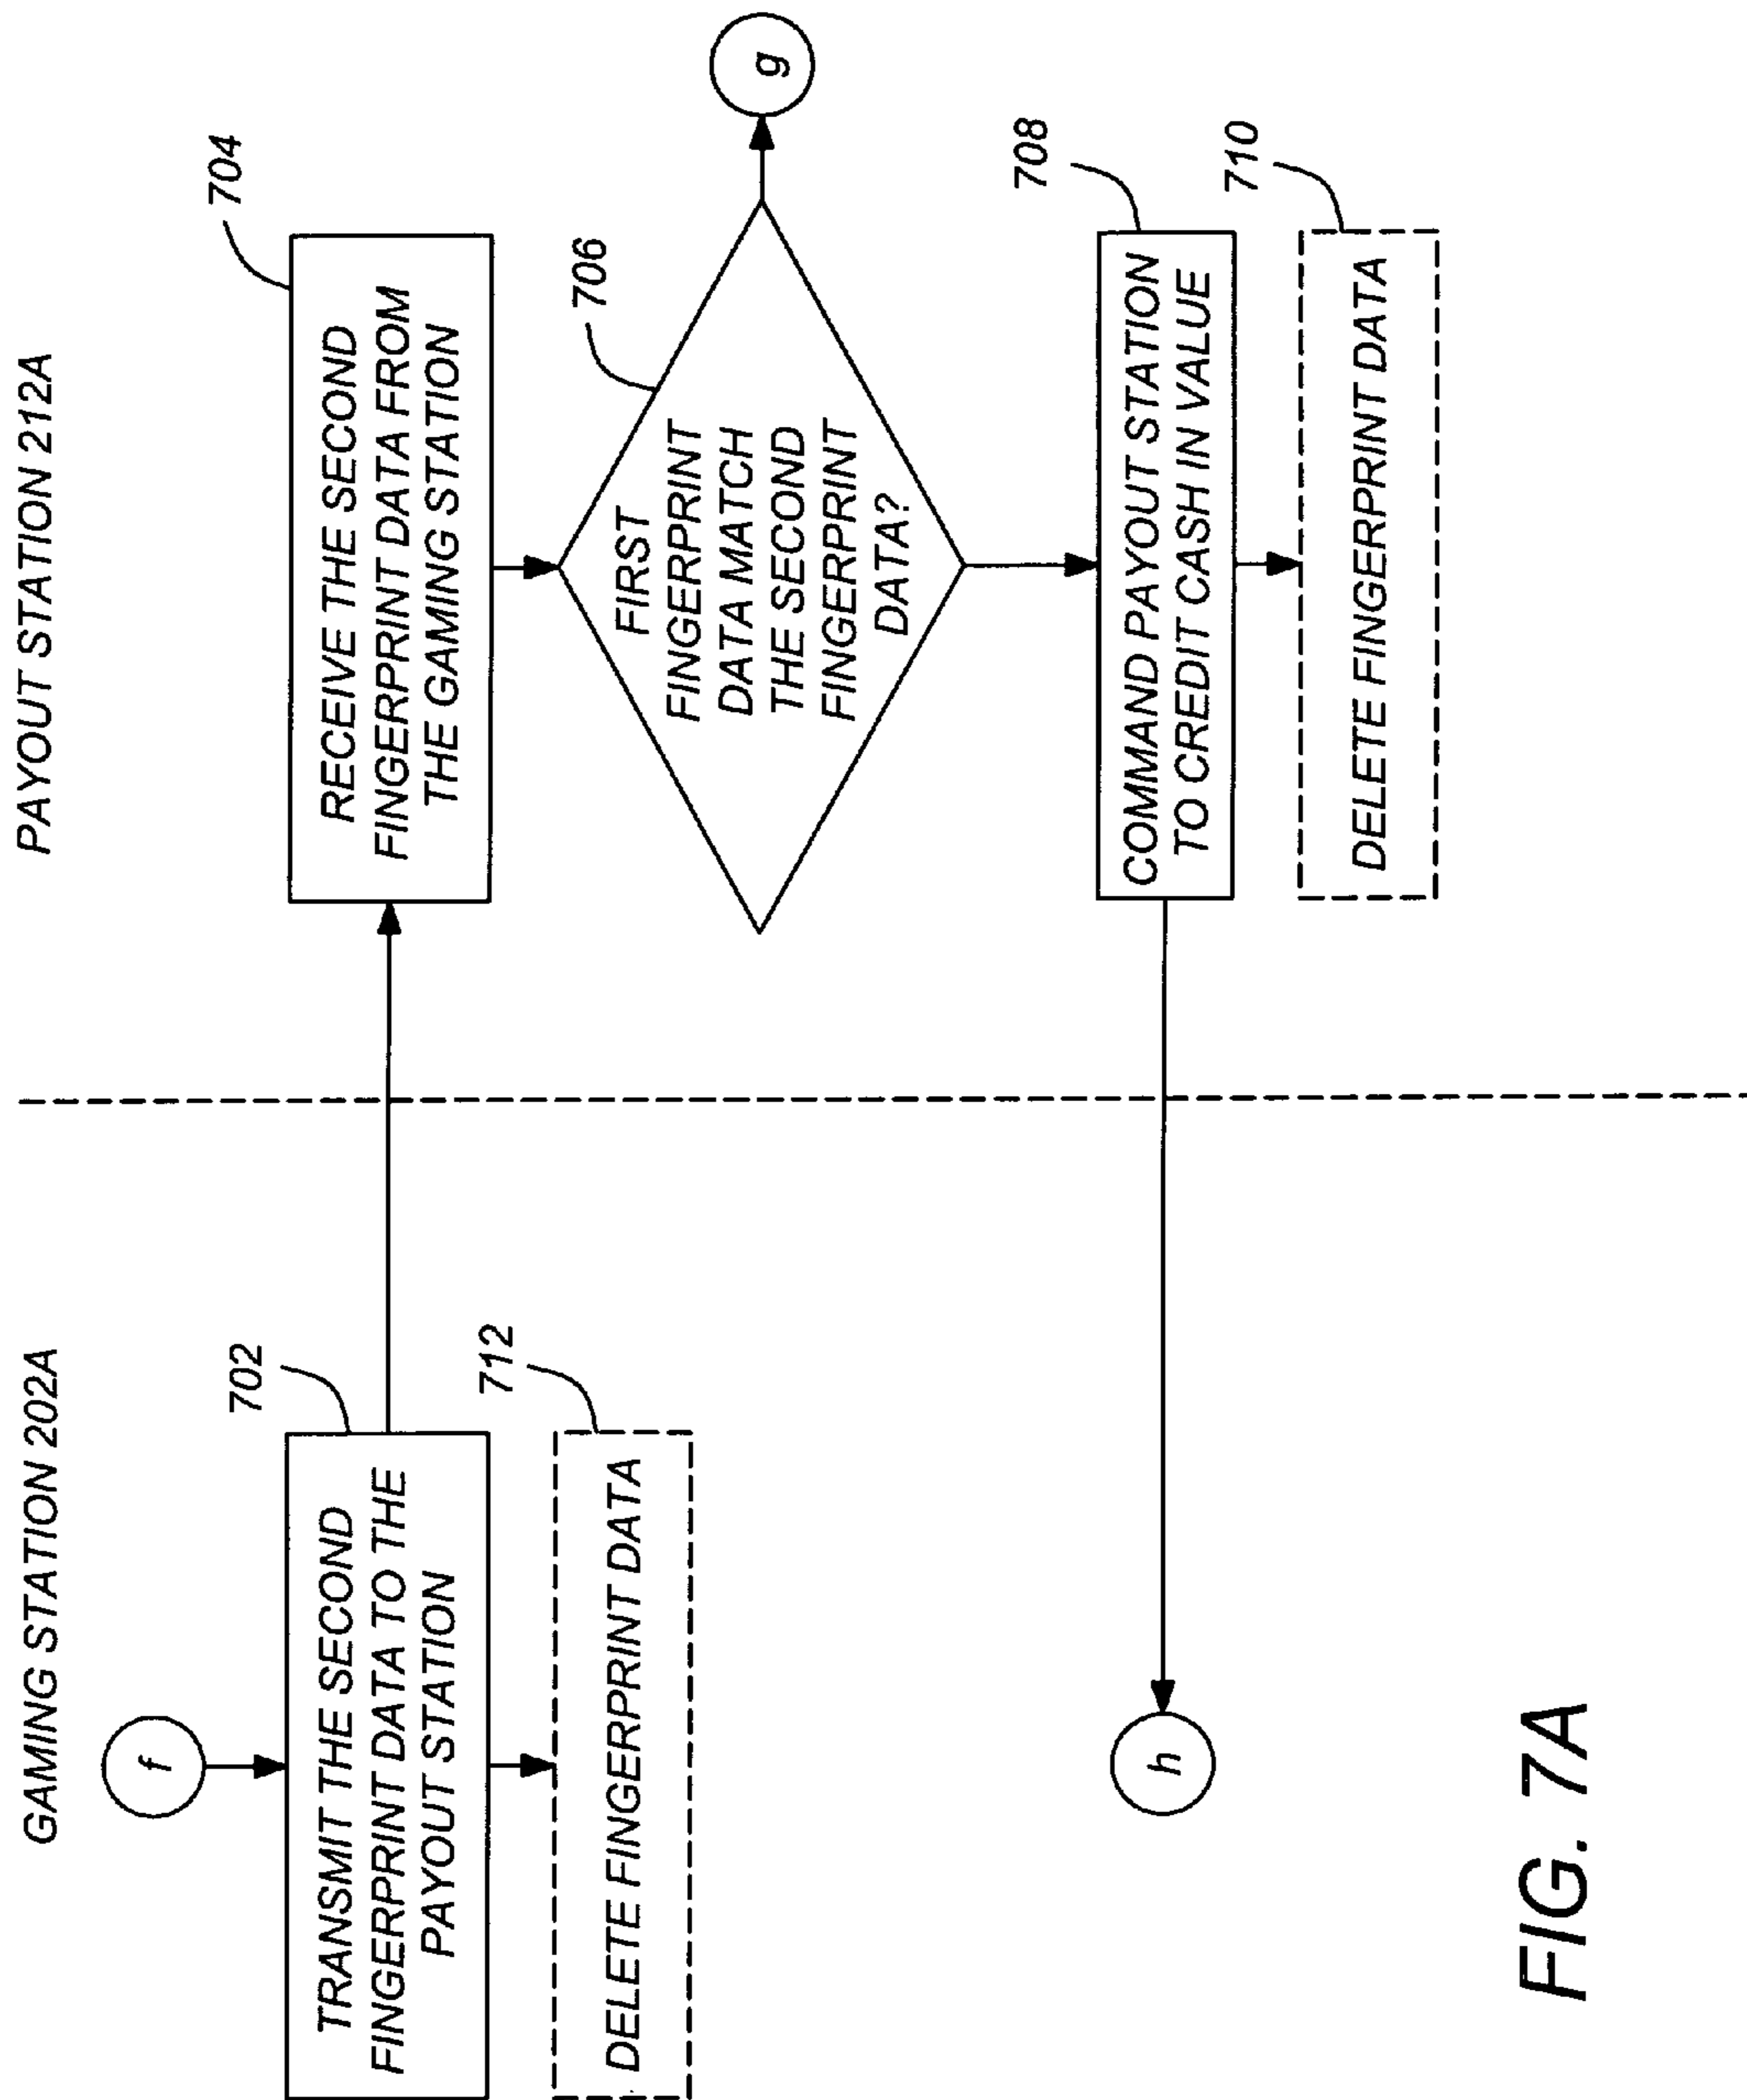 GAMING STATION 202A
PAYOUT STATION 212A
f
702
TRANSMIT THE SECOND
FINGERPRINT DATA TO THE
PAYOUT STATION
712
DELETE FINGERPRINT DATA
704
RECEIVE THE SECOND
FINGERPRINT DATA FROM
THE GAMING STATION
706
FIRST
FINGERPRINT
DATA MATCH
THE SECOND
FINGERPRINT
DATA?
g
708
COMMAND PAYOUT STATION
TO CREDIT CASH IN VALUE
710
DELETE FINGERPRINT DATA
h
FIG. 7A